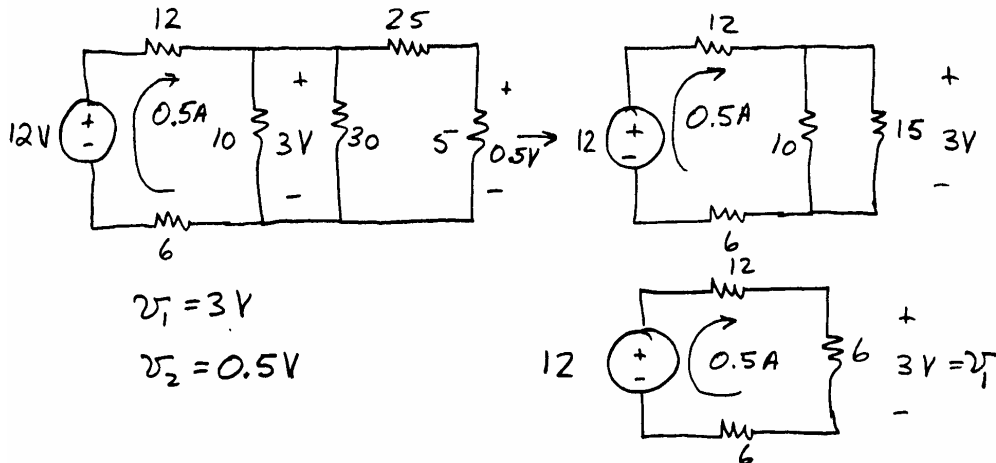 12
25
12V
+
-
0.5A
10
+
3V
-
30
5
+
0.5V
-
6
12
12
+
-
0.5A
10
15
+
3V
-
6
v₁ = 3V
v₂ = 0.5V
12
12
+
-
0.5A
6
+
3V = v₁
-
6